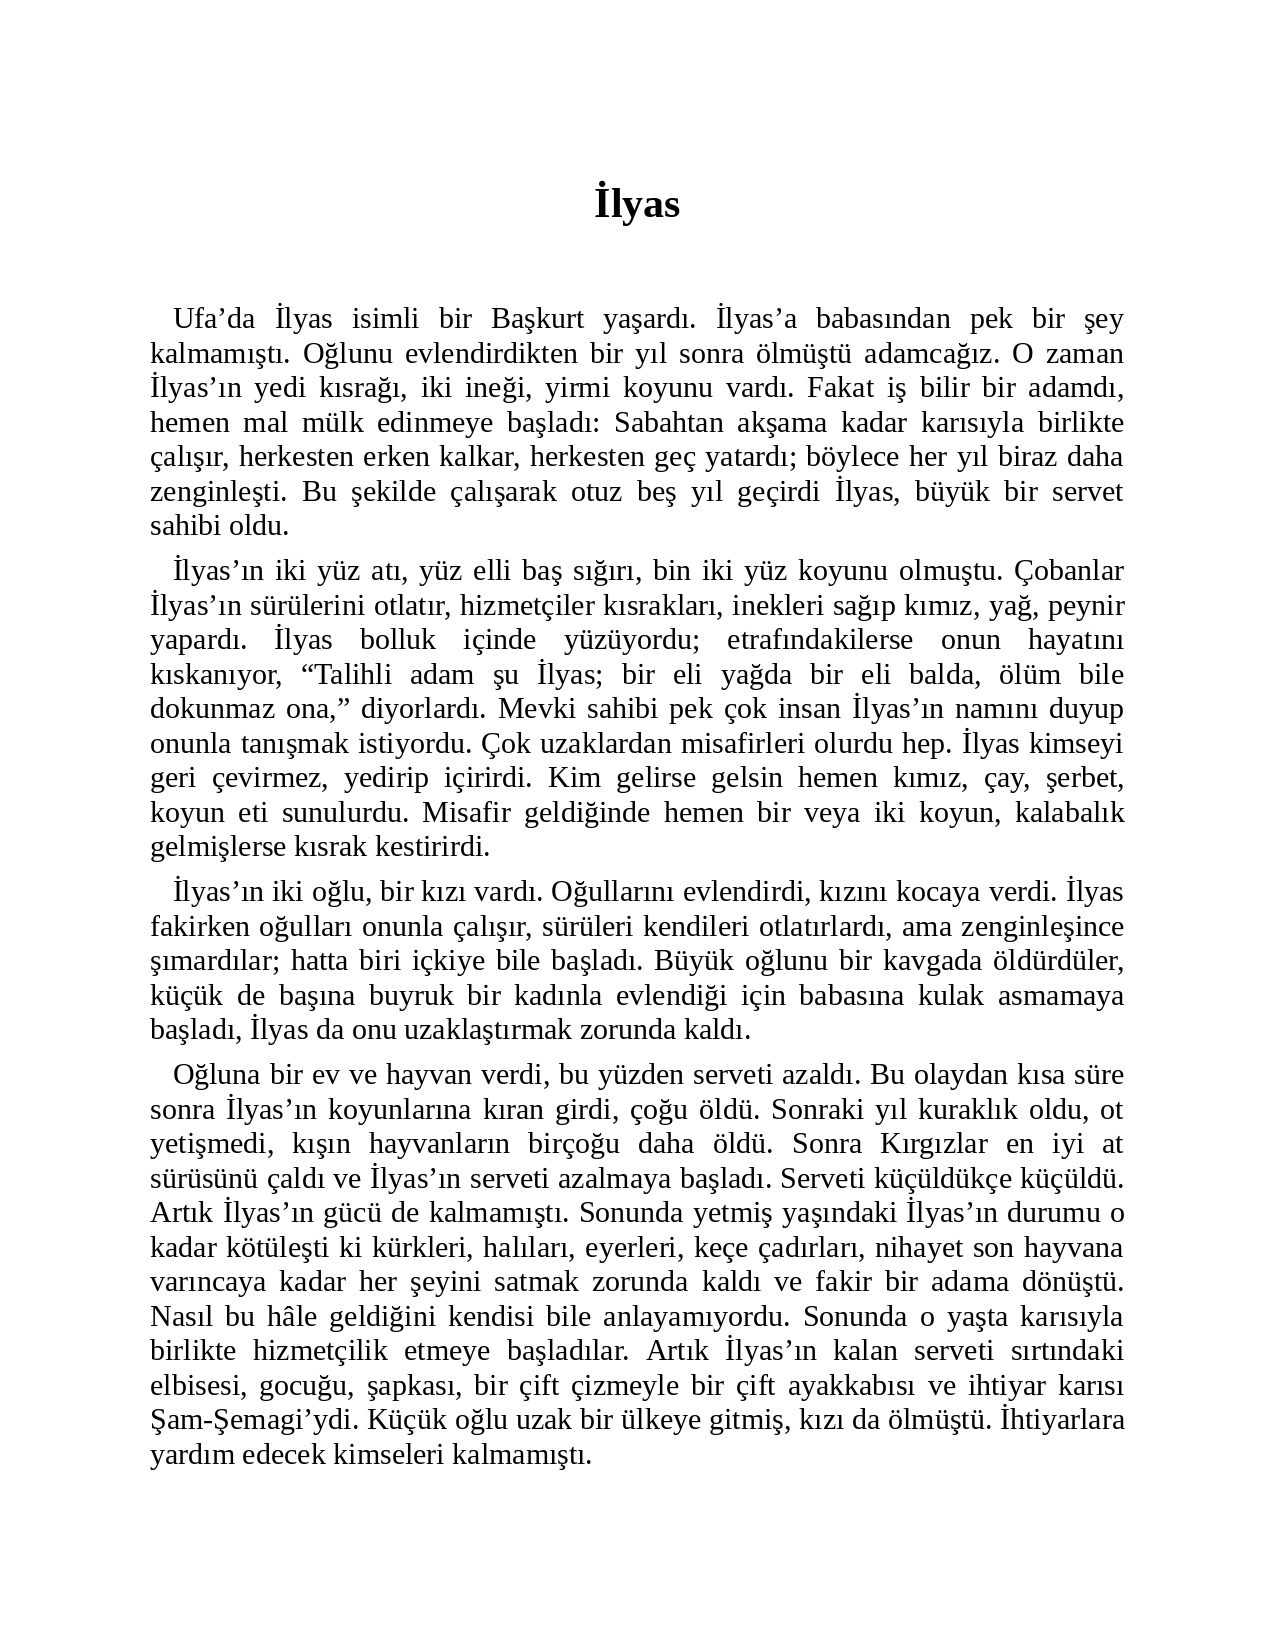 İlyas
Ufa’da İlyas isimli bir Başkurt yaşardı. İlyas’a babasından pek bir şey
kalmamıştı. Oğlunu evlendirdikten bir yıl sonra ölmüştü adamcağız. O zaman
İlyas’ın yedi kısrağı, iki ineği, yirmi koyunu vardı. Fakat iş bilir bir adamdı,
hemen mal mülk edinmeye başladı: Sabahtan akşama kadar karısıyla birlikte
çalışır, herkesten erken kalkar, herkesten geç yatardı; böylece her yıl biraz daha
zenginleşti. Bu şekilde çalışarak otuz beş yıl geçirdi İlyas, büyük bir servet
sahibi oldu.
İlyas’ın iki yüz atı, yüz elli baş sığırı, bin iki yüz koyunu olmuştu. Çobanlar
İlyas’ın sürülerini otlatır, hizmetçiler kısrakları, inekleri sağıp kımız, yağ, peynir
yapardı. İlyas bolluk içinde yüzüyordu; etrafındakilerse onun hayatını
kıskanıyor, “Talihli adam şu İlyas; bir eli yağda bir eli balda, ölüm bile
dokunmaz ona,” diyorlardı. Mevki sahibi pek çok insan İlyas’ın namını duyup
onunla tanışmak istiyordu. Çok uzaklardan misafirleri olurdu hep. İlyas kimseyi
geri çevirmez, yedirip içirirdi. Kim gelirse gelsin hemen kımız, çay, şerbet,
koyun eti sunulurdu. Misafir geldiğinde hemen bir veya iki koyun, kalabalık
gelmişlerse kısrak kestirirdi.
İlyas’ın iki oğlu, bir kızı vardı. Oğullarını evlendirdi, kızını kocaya verdi. İlyas
fakirken oğulları onunla çalışır, sürüleri kendileri otlatırlardı, ama zenginleşince
şımardılar; hatta biri içkiye bile başladı. Büyük oğlunu bir kavgada öldürdüler,
küçük de başına buyruk bir kadınla evlendiği için babasına kulak asmamaya
başladı, İlyas da onu uzaklaştırmak zorunda kaldı.
Oğluna bir ev ve hayvan verdi, bu yüzden serveti azaldı. Bu olaydan kısa süre
sonra İlyas’ın koyunlarına kıran girdi, çoğu öldü. Sonraki yıl kuraklık oldu, ot
yetişmedi, kışın hayvanların birçoğu daha öldü. Sonra Kırgızlar en iyi at
sürüsünü çaldı ve İlyas’ın serveti azalmaya başladı. Serveti küçüldükçe küçüldü.
Artık İlyas’ın gücü de kalmamıştı. Sonunda yetmiş yaşındaki İlyas’ın durumu o
kadar kötüleşti ki kürkleri, halıları, eyerleri, keçe çadırları, nihayet son hayvana
varıncaya kadar her şeyini satmak zorunda kaldı ve fakir bir adama dönüştü.
Nasıl bu hâle geldiğini kendisi bile anlayamıyordu. Sonunda o yaşta karısıyla
birlikte hizmetçilik etmeye başladılar. Artık İlyas’ın kalan serveti sırtındaki
elbisesi, gocuğu, şapkası, bir çift çizmeyle bir çift ayakkabısı ve ihtiyar karısı
Şam-Şemagi’ydi. Küçük oğlu uzak bir ülkeye gitmiş, kızı da ölmüştü. İhtiyarlara
yardım edecek kimseleri kalmamıştı.